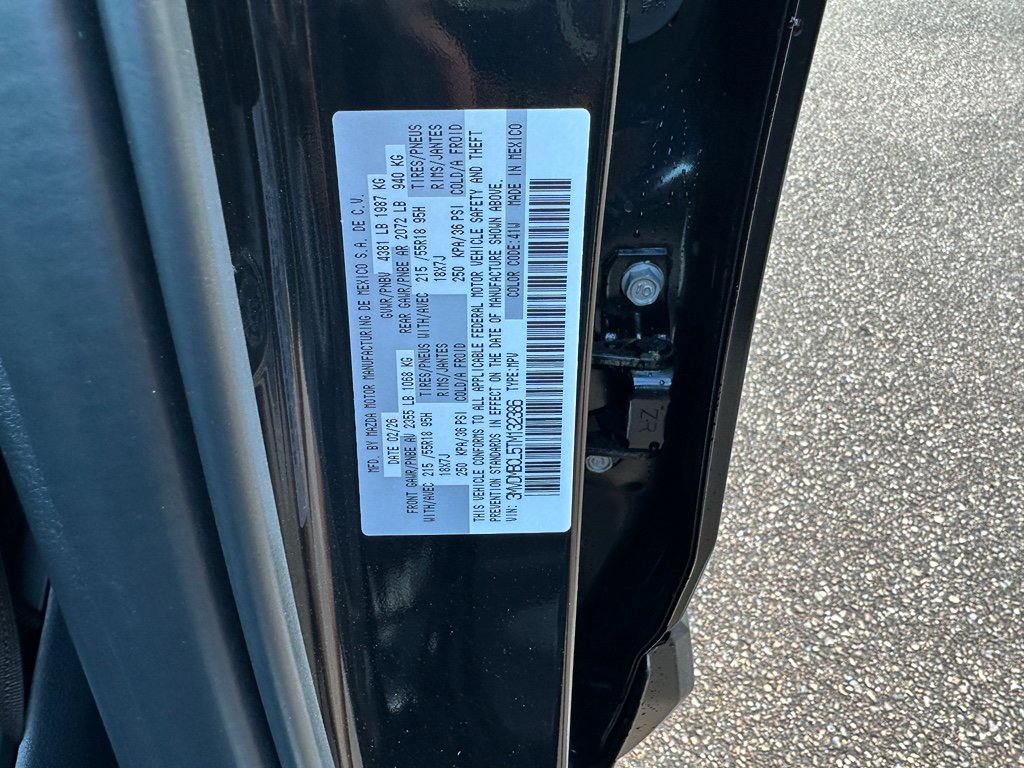 MFD. BY MAZDA MOTOR MANUFACTURING DE MEXICO S.A. DE C.V.
DATE 02/26 GVWR/PNBV 4381 LB 1987 KG
FRONT GAWR/PNBE AV 2355 LB 1068 KG REAR GAWR/PNBE AR 2072 LB 940 KG
WITH/AVEC 215 /55R18 95H TIRES/PNEUS WITH/AVEC 215 /55R18 95H TIRES/PNEUS
18X7J RIMS/JANTES 18X7J RIMS/JANTES
250 KPA/36 PSI COLD/A FROID 250 KPA/36 PSI COLD/A FROID
THIS VEHICLE CONFORMS TO ALL APPLICABLE FEDERAL MOTOR VEHICLE SAFETY AND THEFT
PREVENTION STANDARDS IN EFFECT ON THE DATE OF MANUFACTURE SHOWN ABOVE.
VIN: 3MVDMBCL5TM132386 TYPE:MPV COLOR CODE:41W MADE IN MEXICO
ZR